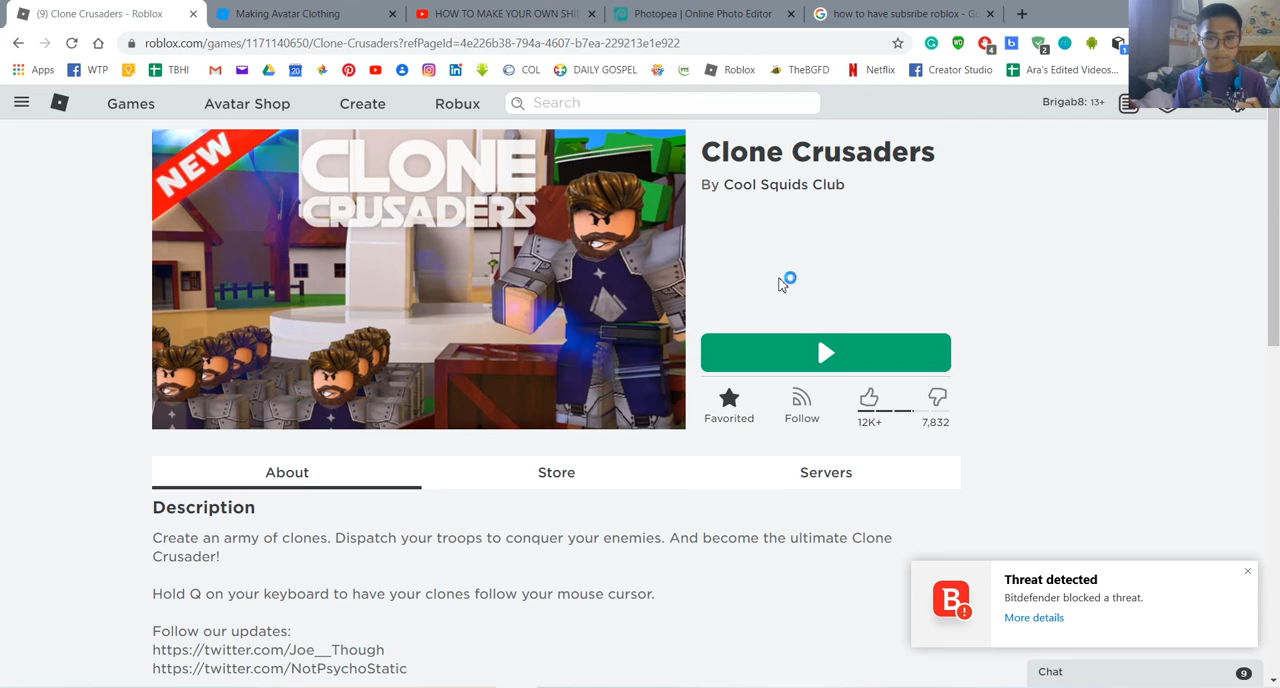 (9) Clone Crusaders - Roblox
Making Avatar Clothing
HOW TO MAKE YOUR OWN SHI
Photopea | Online Photo Editor
how to have subsribe roblox - Go
roblox.com/games/1171140650/Clone-Crusaders?refPageId=4e226b38-794a-4607-b7ea-229213e1e922
Apps WTP TBHI 20 COL DAILY GOSPEL Roblox TheBGFD Netflix Creator Studio Ara's Edited Videos...
Games Avatar Shop Create Robux Search Brigab8: 13+
NEW
CLONE
CRUSADERS
Clone Crusaders
By Cool Squids Club
Favorited Follow 12K+ 7,832
About Store Servers
Description
Create an army of clones. Dispatch your troops to conquer your enemies. And become the ultimate Clone
Crusader!
Hold Q on your keyboard to have your clones follow your mouse cursor.
Follow our updates:
https://twitter.com/Joe__Though
https://twitter.com/NotPsychoStatic
B
Threat detected
Bitdefender blocked a threat.
More details
Chat 9